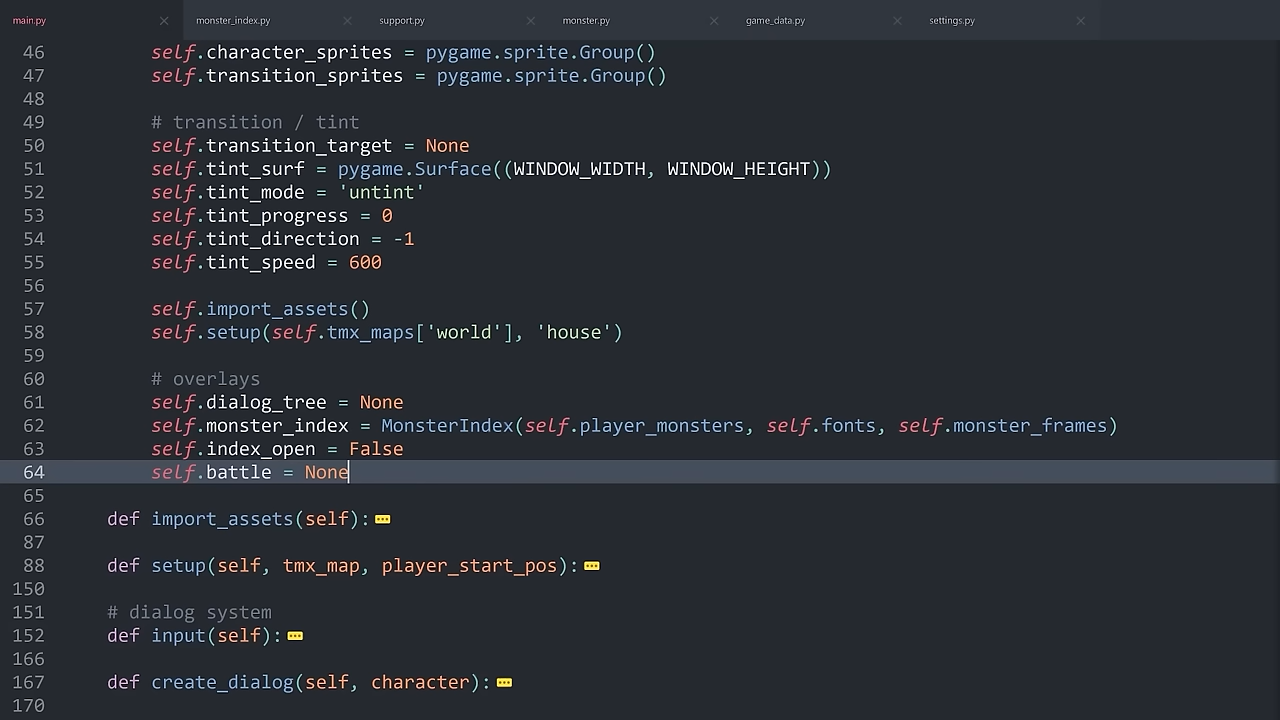 main.py monster_index.py support.py monster.py game_data.py settings.py
46 self.character_sprites = pygame.sprite.Group()
47 self.transition_sprites = pygame.sprite.Group()
48
49 # transition / tint
50 self.transition_target = None
51 self.tint_surf = pygame.Surface((WINDOW_WIDTH, WINDOW_HEIGHT))
52 self.tint_mode = 'untint'
53 self.tint_progress = 0
54 self.tint_direction = -1
55 self.tint_speed = 600
56
57 self.import_assets()
58 self.setup(self.tmx_maps['world'], 'house')
59
60 # overlays
61 self.dialog_tree = None
62 self.monster_index = MonsterIndex(self.player_monsters, self.fonts, self.monster_frames)
63 self.index_open = False
64 self.battle = None
65
66 def import_assets(self):
87
88 def setup(self, tmx_map, player_start_pos):
150
151 # dialog system
152 def input(self):
166
167 def create_dialog(self, character):
170